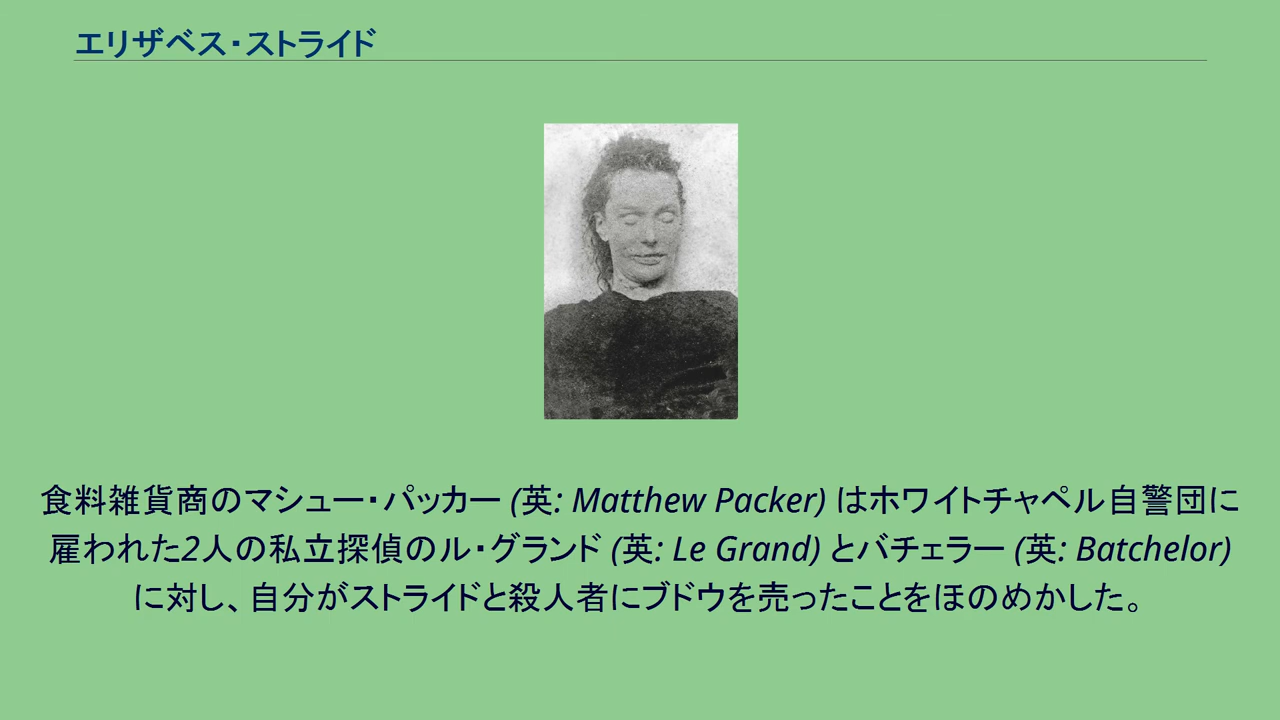 エリザベス・ストライド
食料雑貨商のマシュー・パッカー (英: Matthew Packer) はホワイトチャペル自警団に
雇われた2人の私立探偵のル・グランド (英: Le Grand) とバチェラー (英: Batchelor)
に対し、自分がストライドと殺人者にブドウを売ったことをほのめかした。